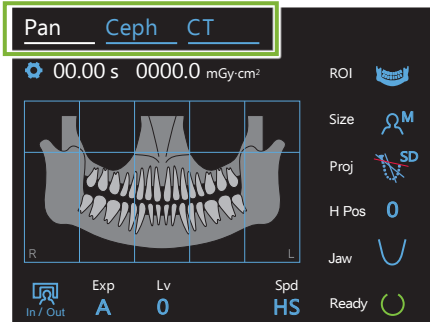 Pan Ceph CT
00.00 s 0000.0 mGy·cm²
ROI
Size M
Proj SD
H Pos 0
R L
Jaw
In / Out
Exp Lv Spd
A 0 HS
Ready